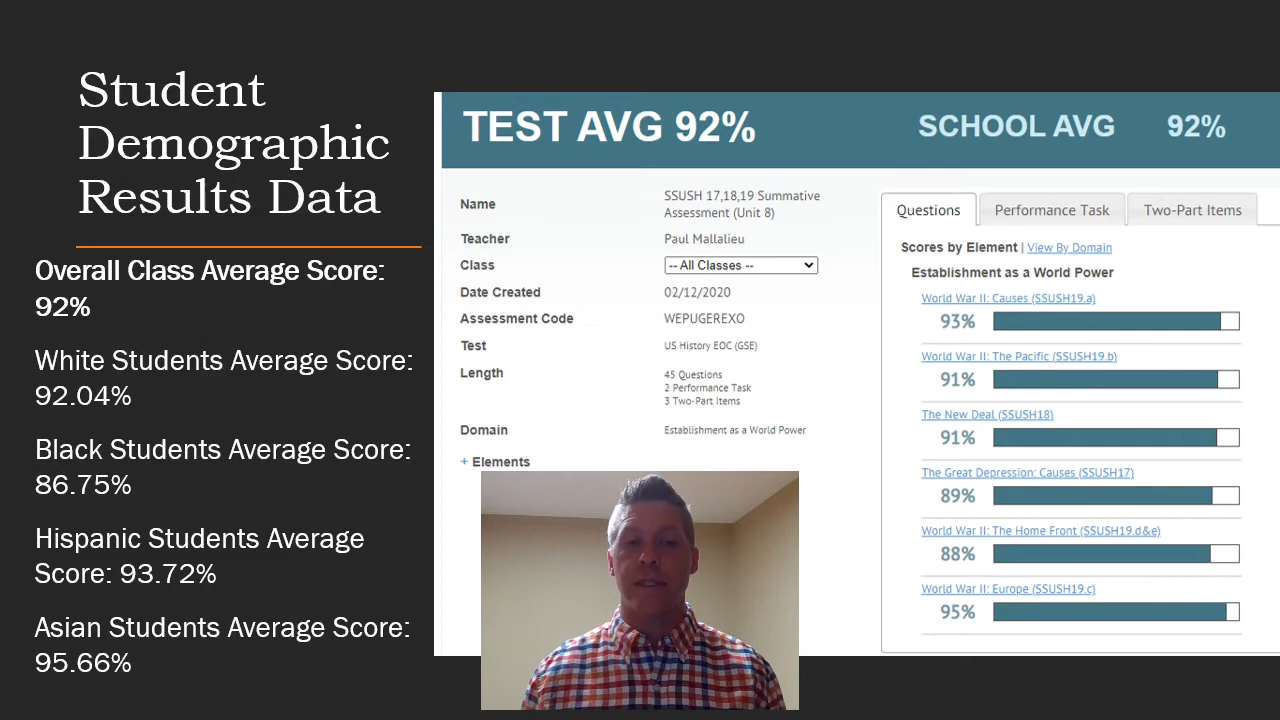 Student
Demographic
Results Data
Overall Class Average Score:
92%
White Students Average Score:
92.04%
Black Students Average Score:
86.75%
Hispanic Students Average
Score: 93.72%
Asian Students Average Score:
95.66%
TEST AVG 92%
SCHOOL AVG 92%
Name SSUSH 17,18,19 Summative
Assessment (Unit 8)
Teacher Paul Mallalieu
Class -- All Classes --
Date Created 02/12/2020
Assessment Code WEPUGEREXO
Test US History EOC (GSE)
Length 45 Questions
2 Performance Task
3 Two-Part Items
Domain Establishment as a World Power
+ Elements
Questions Performance Task Two-Part Items
Scores by Element | View By Domain
Establishment as a World Power
World War II: Causes (SSUSH19.a)
93%
World War II: The Pacific (SSUSH19.b)
91%
The New Deal (SSUSH18)
91%
The Great Depression: Causes (SSUSH17)
89%
World War II: The Home Front (SSUSH19.d&e)
88%
World War II: Europe (SSUSH19.c)
95%